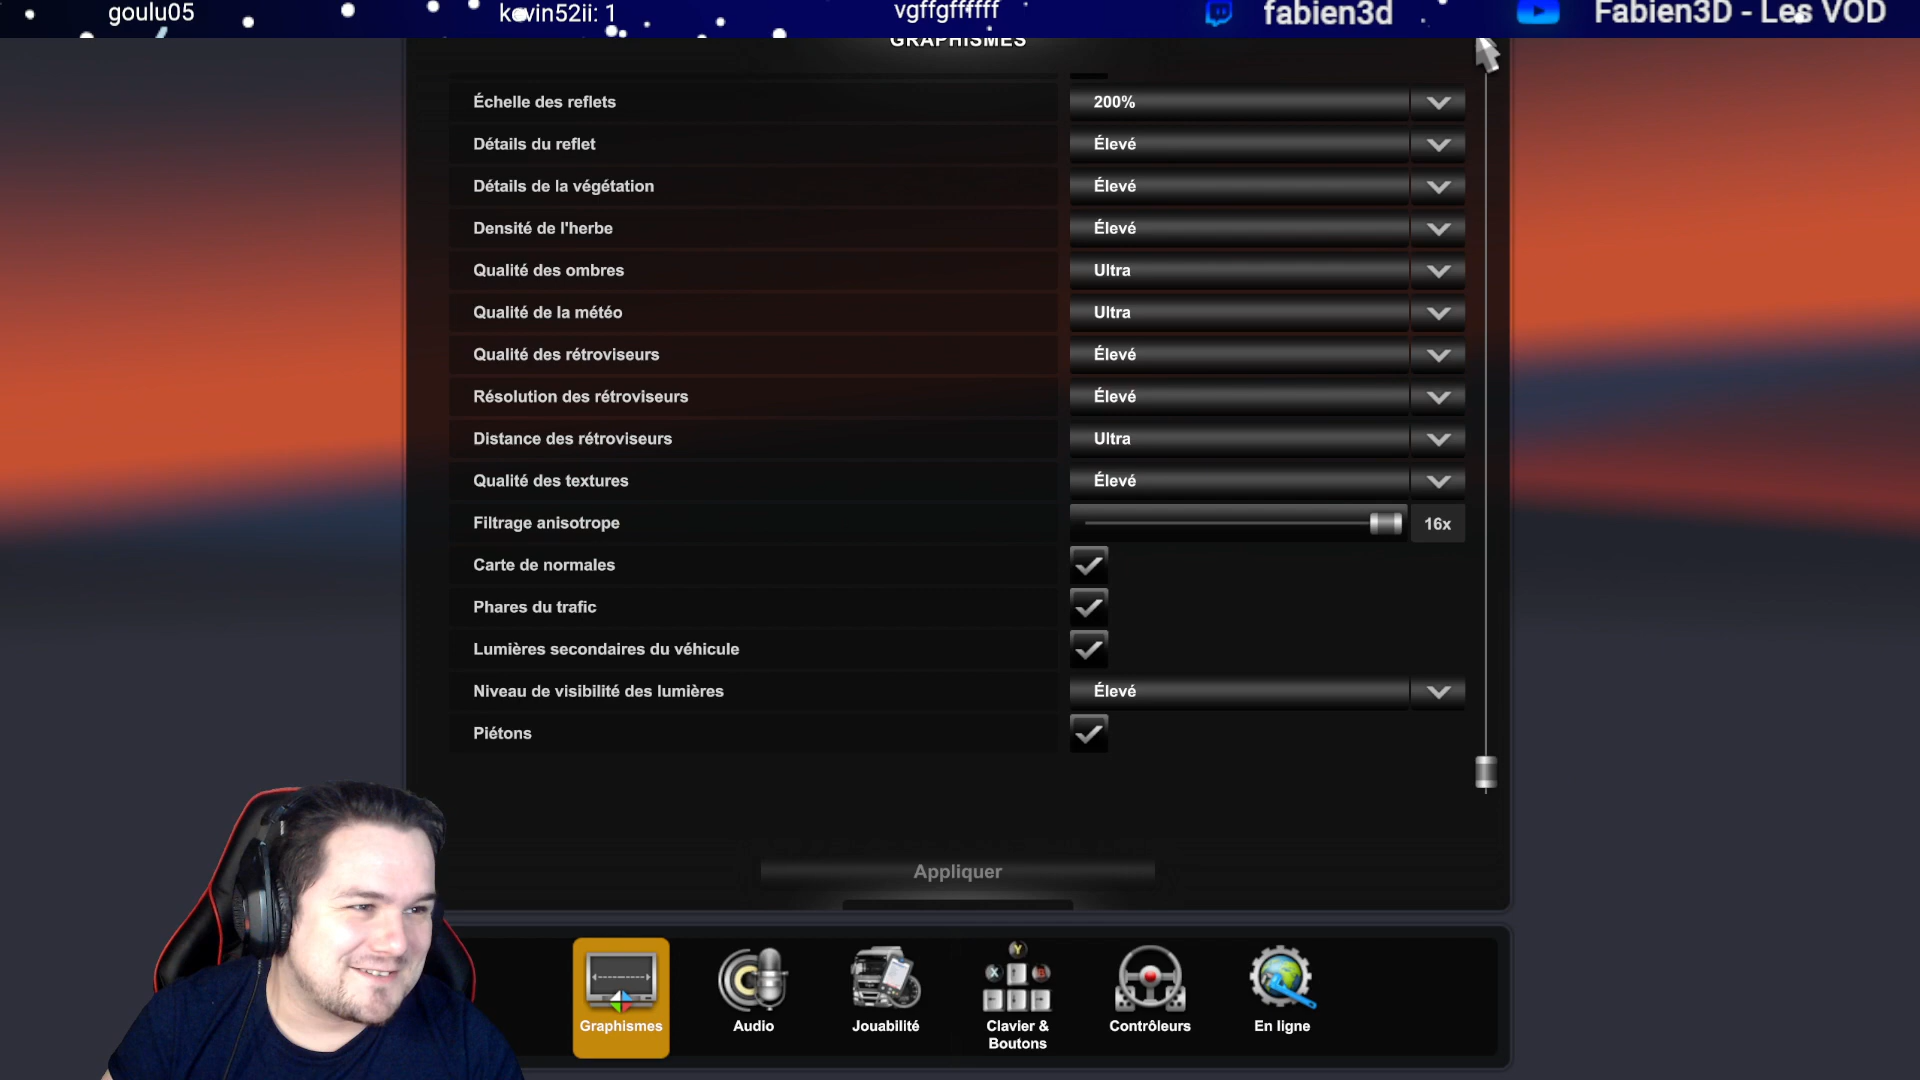 goulu05
kevin52ii: 1
vgffgffffff
fabien3d
Fabien3D - Les VOD
GRAPHISMES
Échelle des reflets 200%
Détails du reflet Élevé
Détails de la végétation Élevé
Densité de l'herbe Élevé
Qualité des ombres Ultra
Qualité de la météo Ultra
Qualité des rétroviseurs Élevé
Résolution des rétroviseurs Élevé
Distance des rétroviseurs Ultra
Qualité des textures Élevé
Filtrage anisotrope 16x
Carte de normales
Phares du trafic
Lumières secondaires du véhicule
Niveau de visibilité des lumières Élevé
Piétons
Appliquer
Graphismes
Audio
Jouabilité
Y
X
B
Clavier &
Boutons
Contrôleurs
En ligne